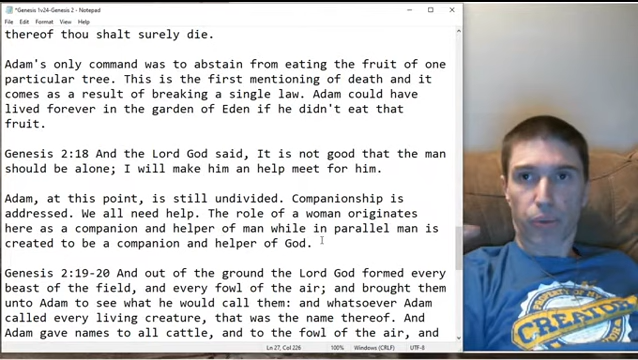 *Genesis 1v24-Genesis 2 - Notepad
File Edit Format View Help
thereof thou shalt surely die.
Adam's only command was to abstain from eating the fruit of one
particular tree. This is the first mentioning of death and it
comes as a result of breaking a single law. Adam could have
lived forever in the garden of Eden if he didn't eat that
fruit.
Genesis 2:18 And the Lord God said, It is not good that the man
should be alone; I will make him an help meet for him.
Adam, at this point, is still undivided. Companionship is
addressed. We all need help. The role of a woman originates
here as a companion and helper of man while in parallel man is
created to be a companion and helper of God.
Genesis 2:19-20 And out of the ground the Lord God formed every
beast of the field, and every fowl of the air; and brought them
unto Adam to see what he would call them: and whatsoever Adam
called every living creature, that was the name thereof. And
Adam gave names to all cattle, and to the fowl of the air, and
Ln 27, Col 226 100% Windows (CRLF) UTF-8
PROPERTY OF MY
CREATOR